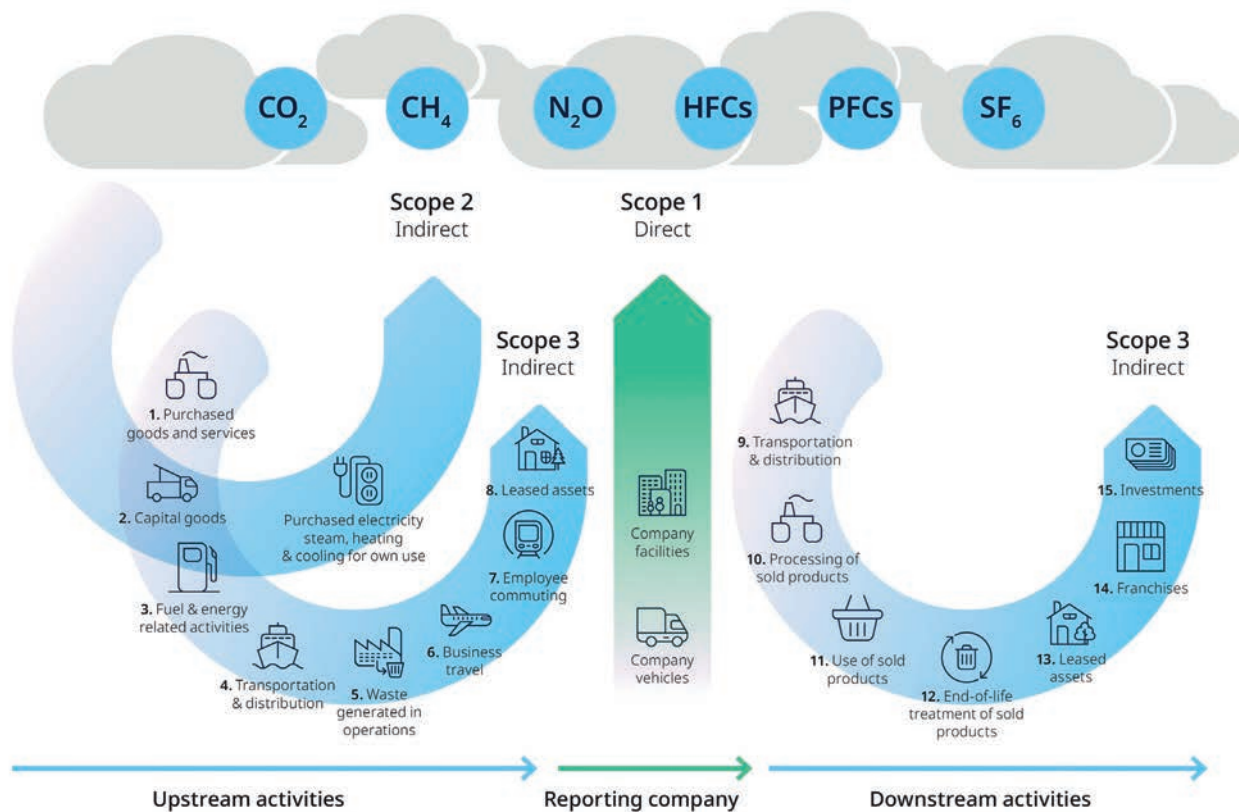 CO₂ CH₄ N₂O HFCs PFCs SF₆
Scope 2
Indirect
Scope 1
Direct
Scope 3
Indirect
Scope 3
Indirect
1. Purchased
goods and services
2. Capital goods
3. Fuel & energy
related activities
4. Transportation
& distribution
5. Waste
generated in
operations
6. Business
travel
7. Employee
commuting
8. Leased assets
Purchased electricity
steam, heating
& cooling for own use
Company
facilities
Company
vehicles
9. Transportation
& distribution
10. Processing of
sold products
11. Use of sold
products
12. End-of-life
treatment of sold
products
13. Leased
assets
14. Franchises
15. Investments
Upstream activities
Reporting company
Downstream activities